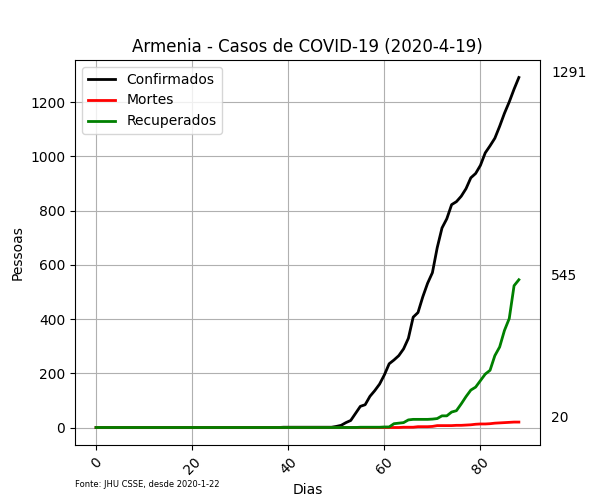 Armenia - Casos de COVID-19 (2020-4-19)
Confirmados
Mortes
Recuperados
1291
545
20
Pessoas
1200
1000
800
600
400
200
0
0
20
40
60
80
Dias
Fonte: JHU CSSE, desde 2020-1-22